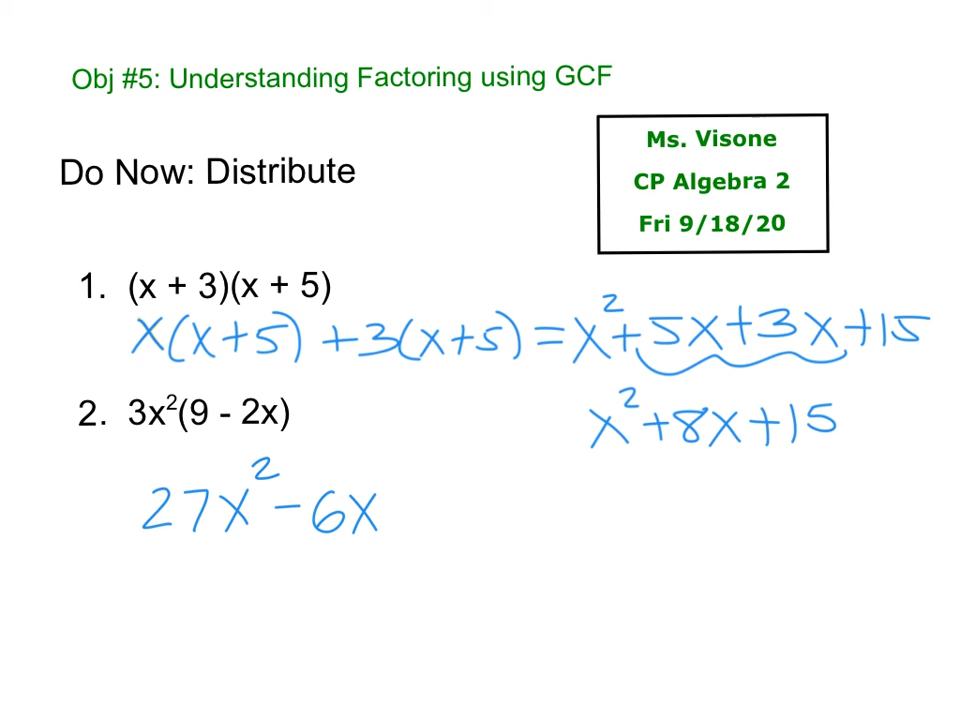 Obj #5: Understanding Factoring using GCF
Ms. Visone
CP Algebra 2
Fri 9/18/20
Do Now: Distribute
1. (x + 3)(x + 5)
x(x+5) +3(x+5) = x²+5x+3x+15
x²+8x+15
2. 3x²(9 - 2x)
27x²-6x